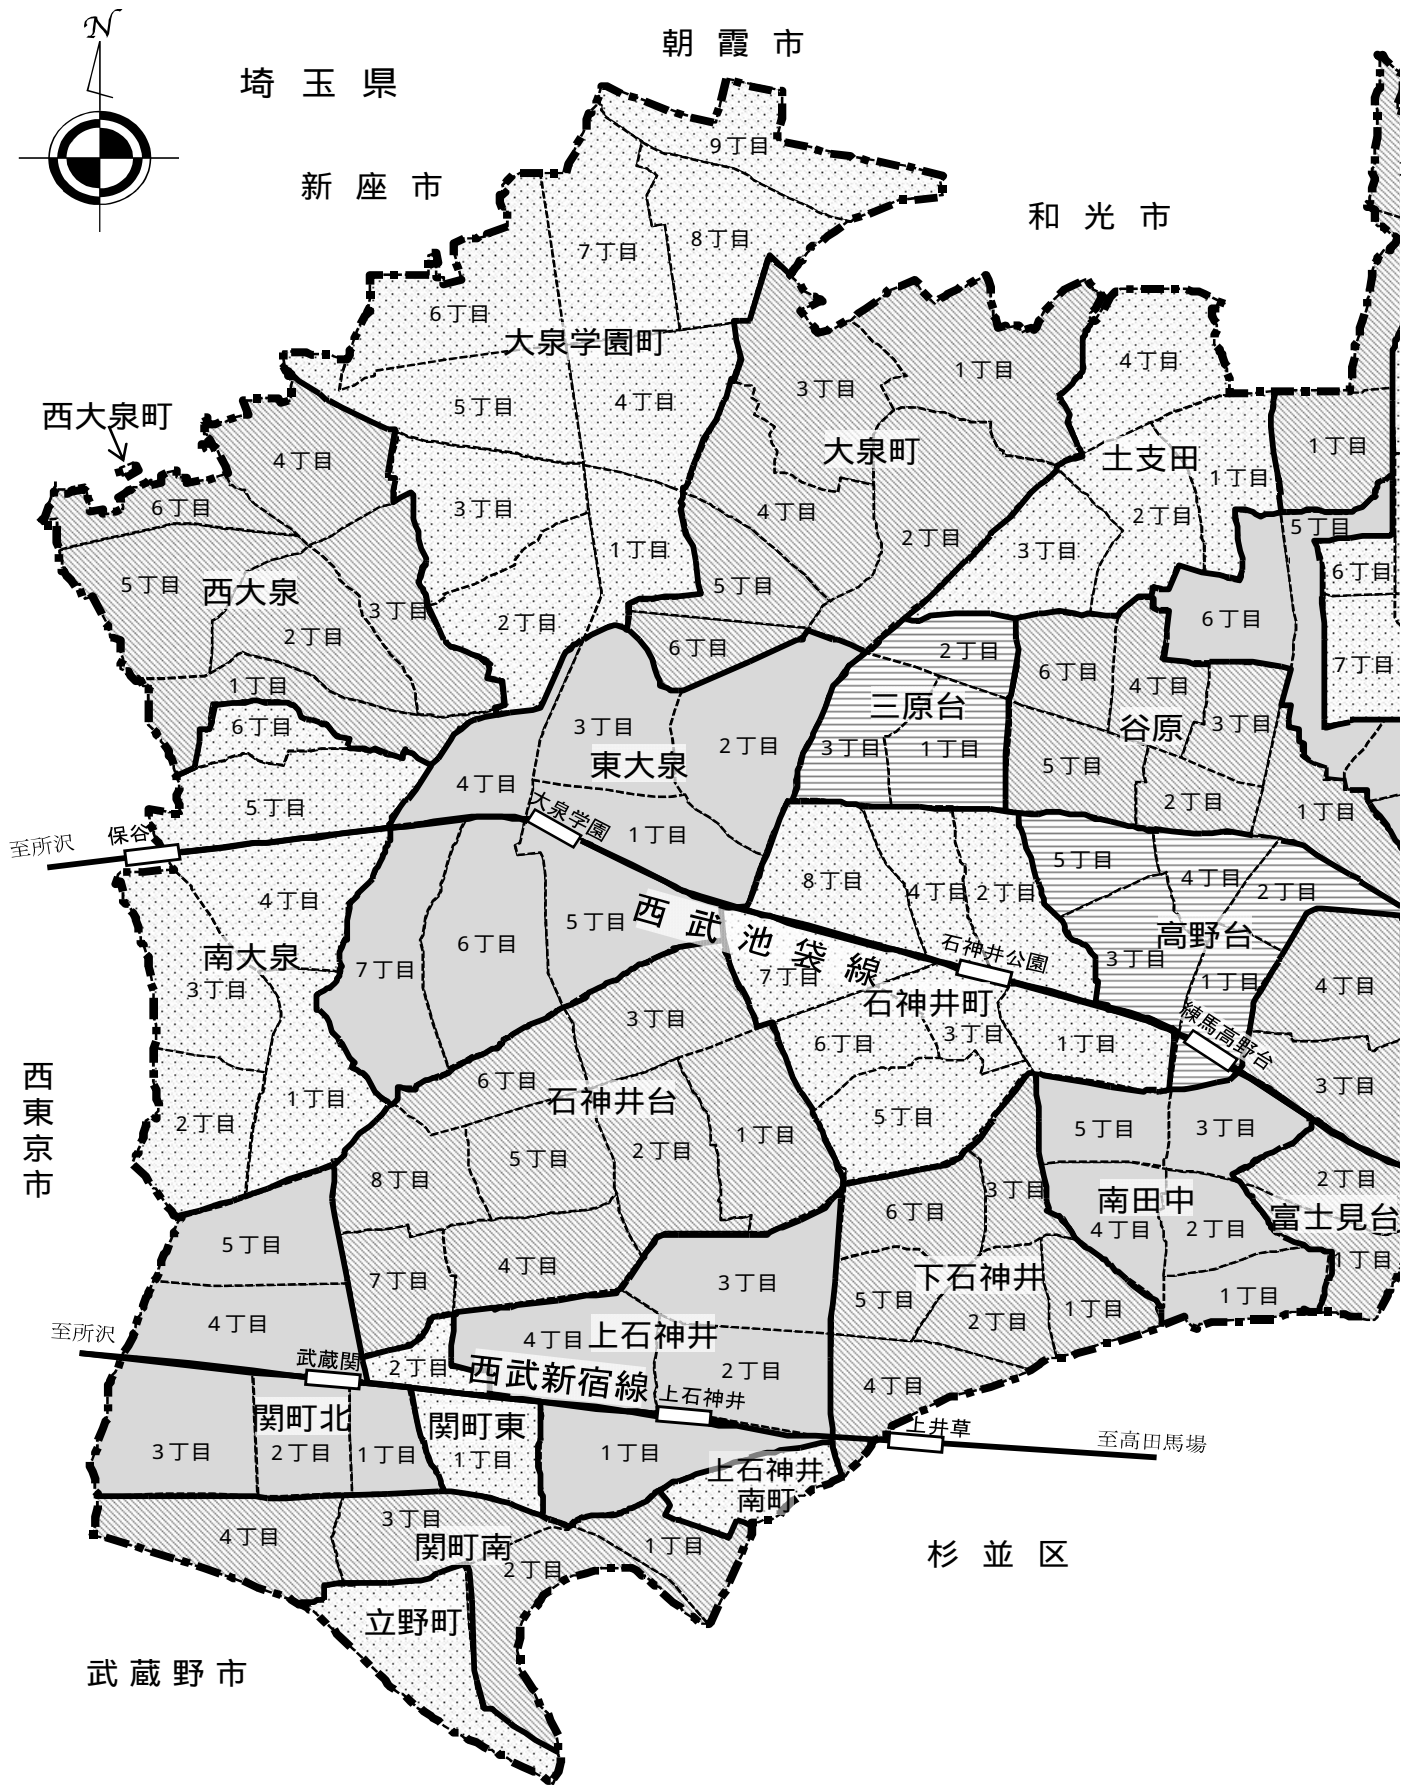 N
埼玉県
朝霞市
新座市
和光市
9丁目
8丁目
7丁目
6丁目
大泉学園町
5丁目
4丁目
3丁目
1丁目
2丁目
西大泉町
4丁目
6丁目
5丁目
西大泉
3丁目
2丁目
1丁目
3丁目
1丁目
大泉町
4丁目
2丁目
5丁目
6丁目
4丁目
土支田
1丁目
2丁目
3丁目
1丁目
5丁目
6丁目
6丁目
7丁目
2丁目
三原台
3丁目
1丁目
6丁目
4丁目
谷原
3丁目
5丁目
2丁目
1丁目
6丁目
5丁目
4丁目
南大泉
3丁目
2丁目
1丁目
3丁目
東大泉
2丁目
4丁目
1丁目
5丁目
6丁目
7丁目
至所沢
保谷
大泉学園
西武池袋線
石神井公園
練馬高野台
8丁目
4丁目
2丁目
7丁目
石神井町
6丁目
3丁目
1丁目
5丁目
5丁目
4丁目
2丁目
高野台
3丁目
1丁目
4丁目
3丁目
2丁目
富士見台
1丁目
西東京市
3丁目
6丁目
石神井台
1丁目
2丁目
5丁目
8丁目
4丁目
7丁目
5丁目
3丁目
南田中
4丁目
2丁目
1丁目
3丁目
6丁目
下石神井
5丁目
2丁目
1丁目
4丁目
5丁目
4丁目
至所沢
武蔵関
関町北
3丁目
2丁目
1丁目
2丁目
関町東
1丁目
3丁目
4丁目
上石神井
2丁目
西武新宿線
上石神井
1丁目
上井草
至高田馬場
上石神井
南町
4丁目
3丁目
関町南
2丁目
1丁目
立野町
杉並区
武蔵野市